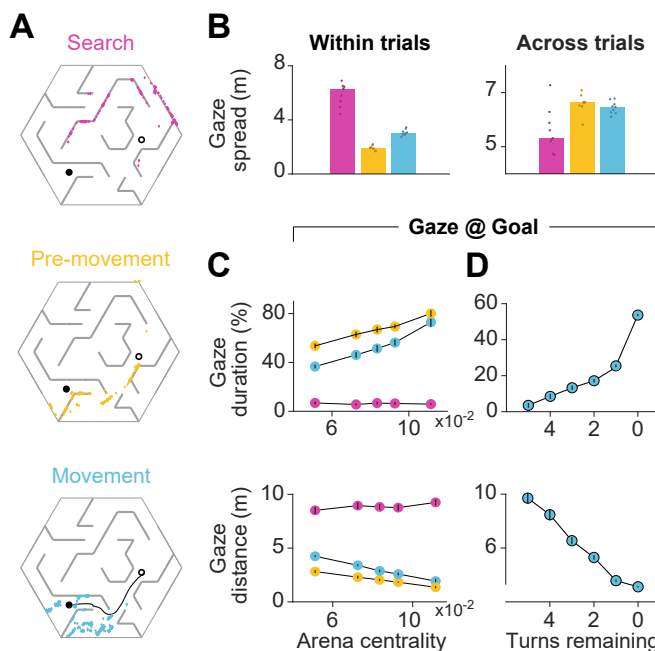 A
Search
Pre-movement
Movement
B
Within trials
Across trials
Gaze
spread (m)
8
4
0
7
5
Gaze @ Goal
C
D
Gaze
duration (%)
80
40
0
6
10
x10⁻²
60
40
20
0
4
2
0
Gaze
distance (m)
10
5
0
6
10
x10⁻²
Arena centrality
10
6
4
2
0
Turns remaining